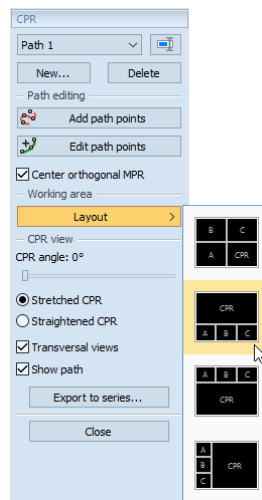 CPR
Path 1
New... Delete
Path editing
Add path points
Edit path points
Center orthogonal MPR
Working area
Layout
CPR view
CPR angle: 0°
Stretched CPR
Straightened CPR
Transversal views
Show path
Export to series...
Close
B C
A CPR
CPR
A B C
A B C
CPR
A
B CPR
C